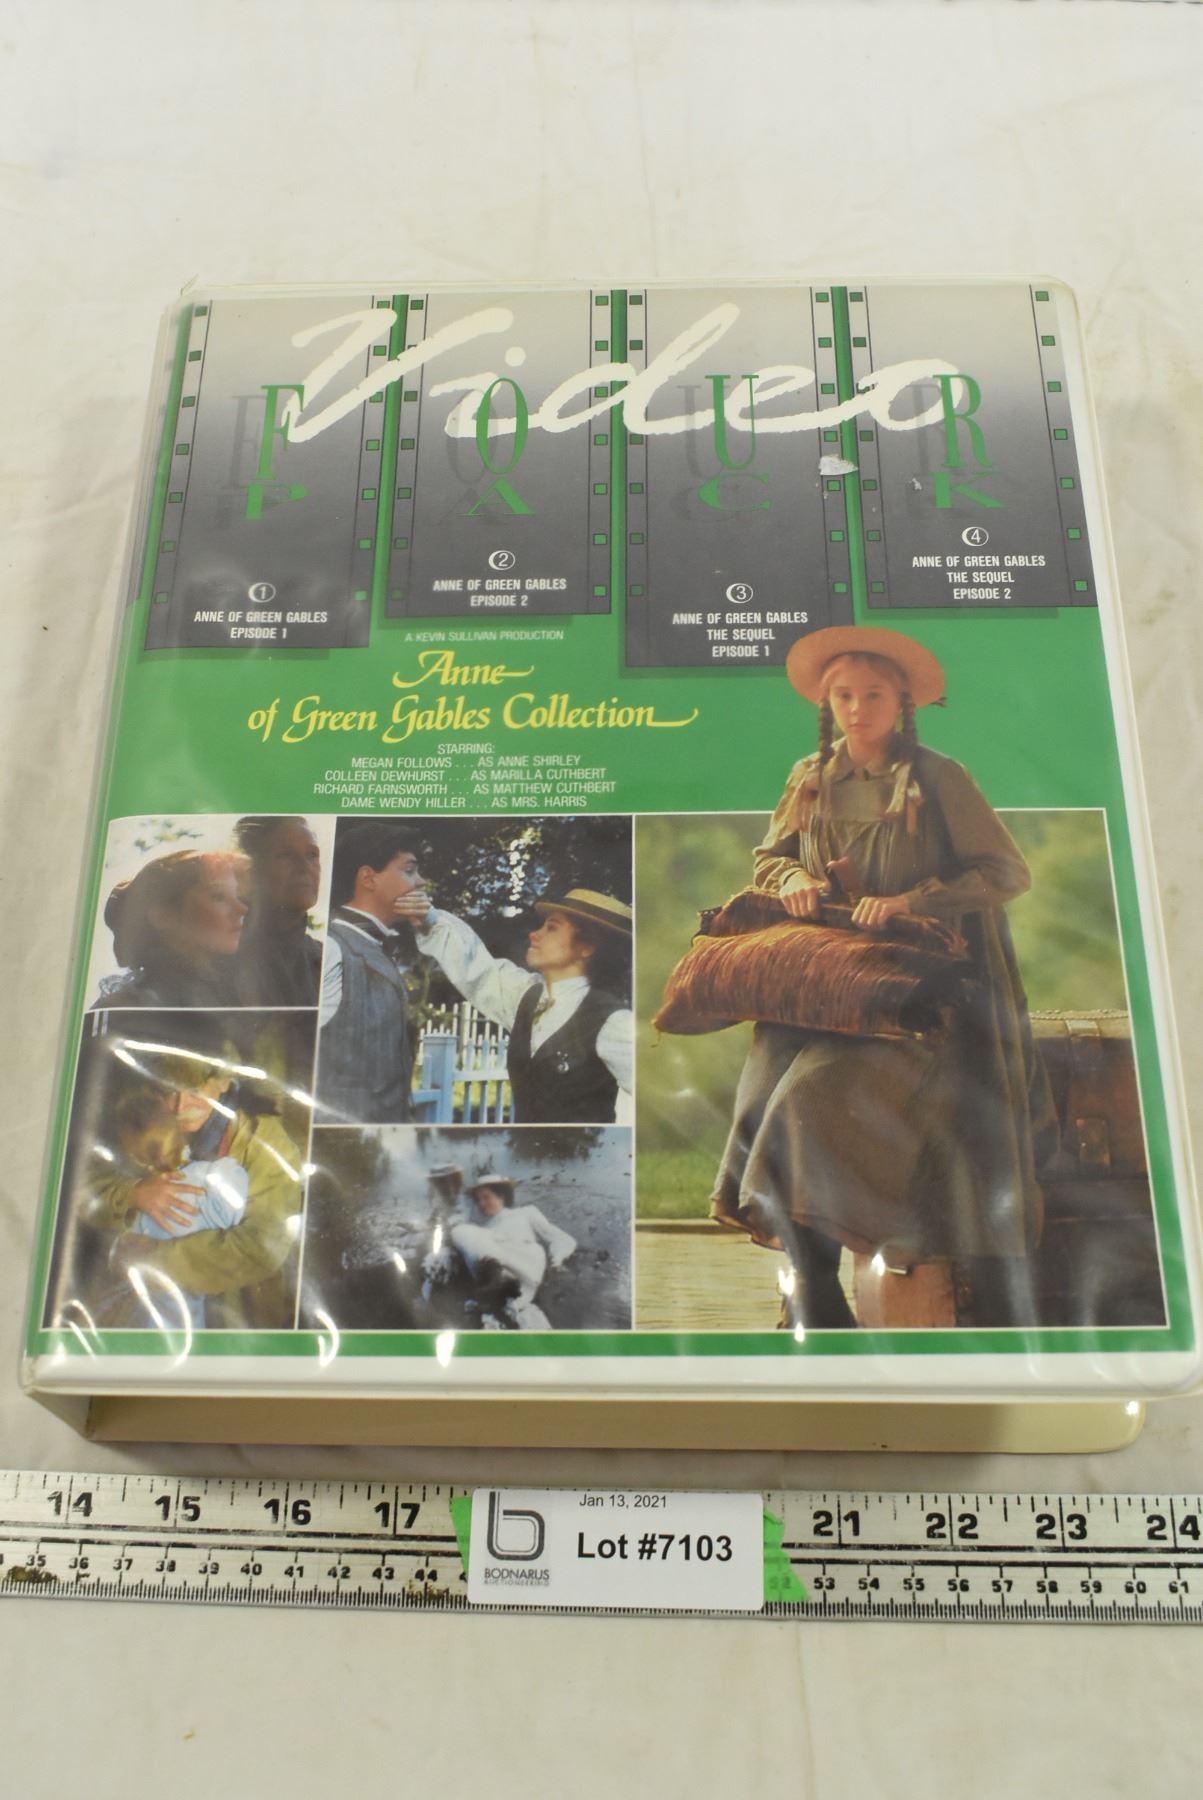 Video
FOUR
PACK
1
ANNE OF GREEN GABLES
EPISODE 1
2
ANNE OF GREEN GABLES
EPISODE 2
3
ANNE OF GREEN GABLES
THE SEQUEL
EPISODE 1
4
ANNE OF GREEN GABLES
THE SEQUEL
EPISODE 2
A KEVIN SULLIVAN PRODUCTION
Anne
of Green Gables Collection
STARRING:
MEGAN FOLLOWS . . . AS ANNE SHIRLEY
COLLEEN DEWHURST . . . AS MARILLA CUTHBERT
RICHARD FARNSWORTH . . . AS MATTHEW CUTHBERT
DAME WENDY HILLER . . . AS MRS. HARRIS
14 15 16 17 21 22 23 24
35 36 37 38 39 40 41 42 43 44 52 53 54 55 56 57 58 59 60 61
Jan 13, 2021
Lot #7103
b
BODNARUS
AUCTIONEERING